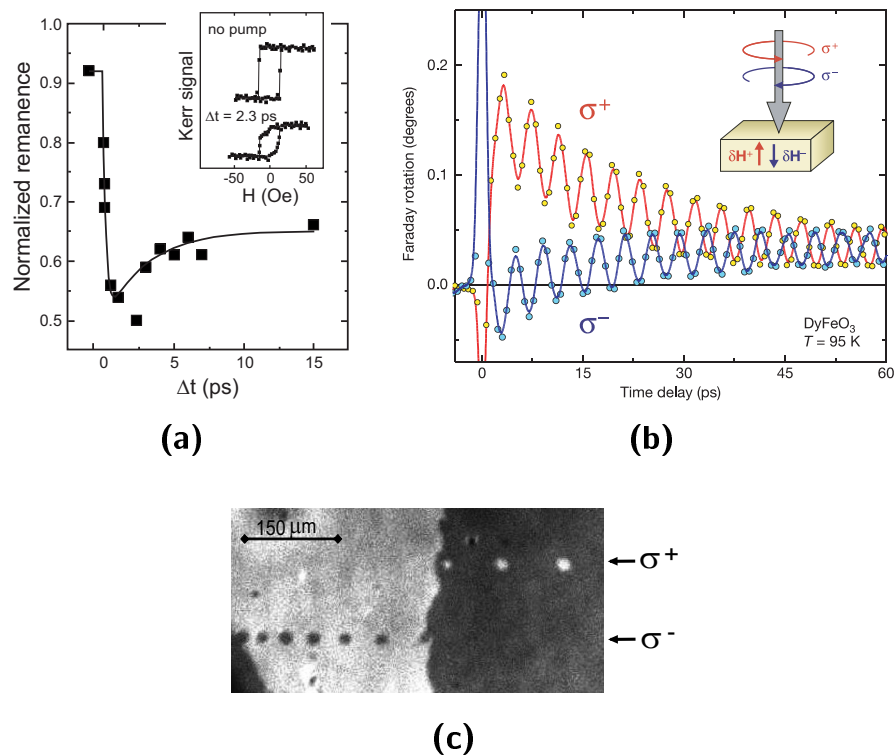 1.0
0.9
0.8
0.7
0.6
0.5
Normalized remanence
0
5
10
15
Δt (ps)
no pump
Δt = 2.3 ps
Kerr signal
-50
0
50
H (Oe)
(a)
b
0.2
0.1
0.0
Faraday rotation (degrees)
σ+
σ−
σ+
σ−
δH+
δH−
DyFeO3
T = 95 K
0
15
30
45
60
Time delay (ps)
(b)
150 μm
σ+
σ-
(c)